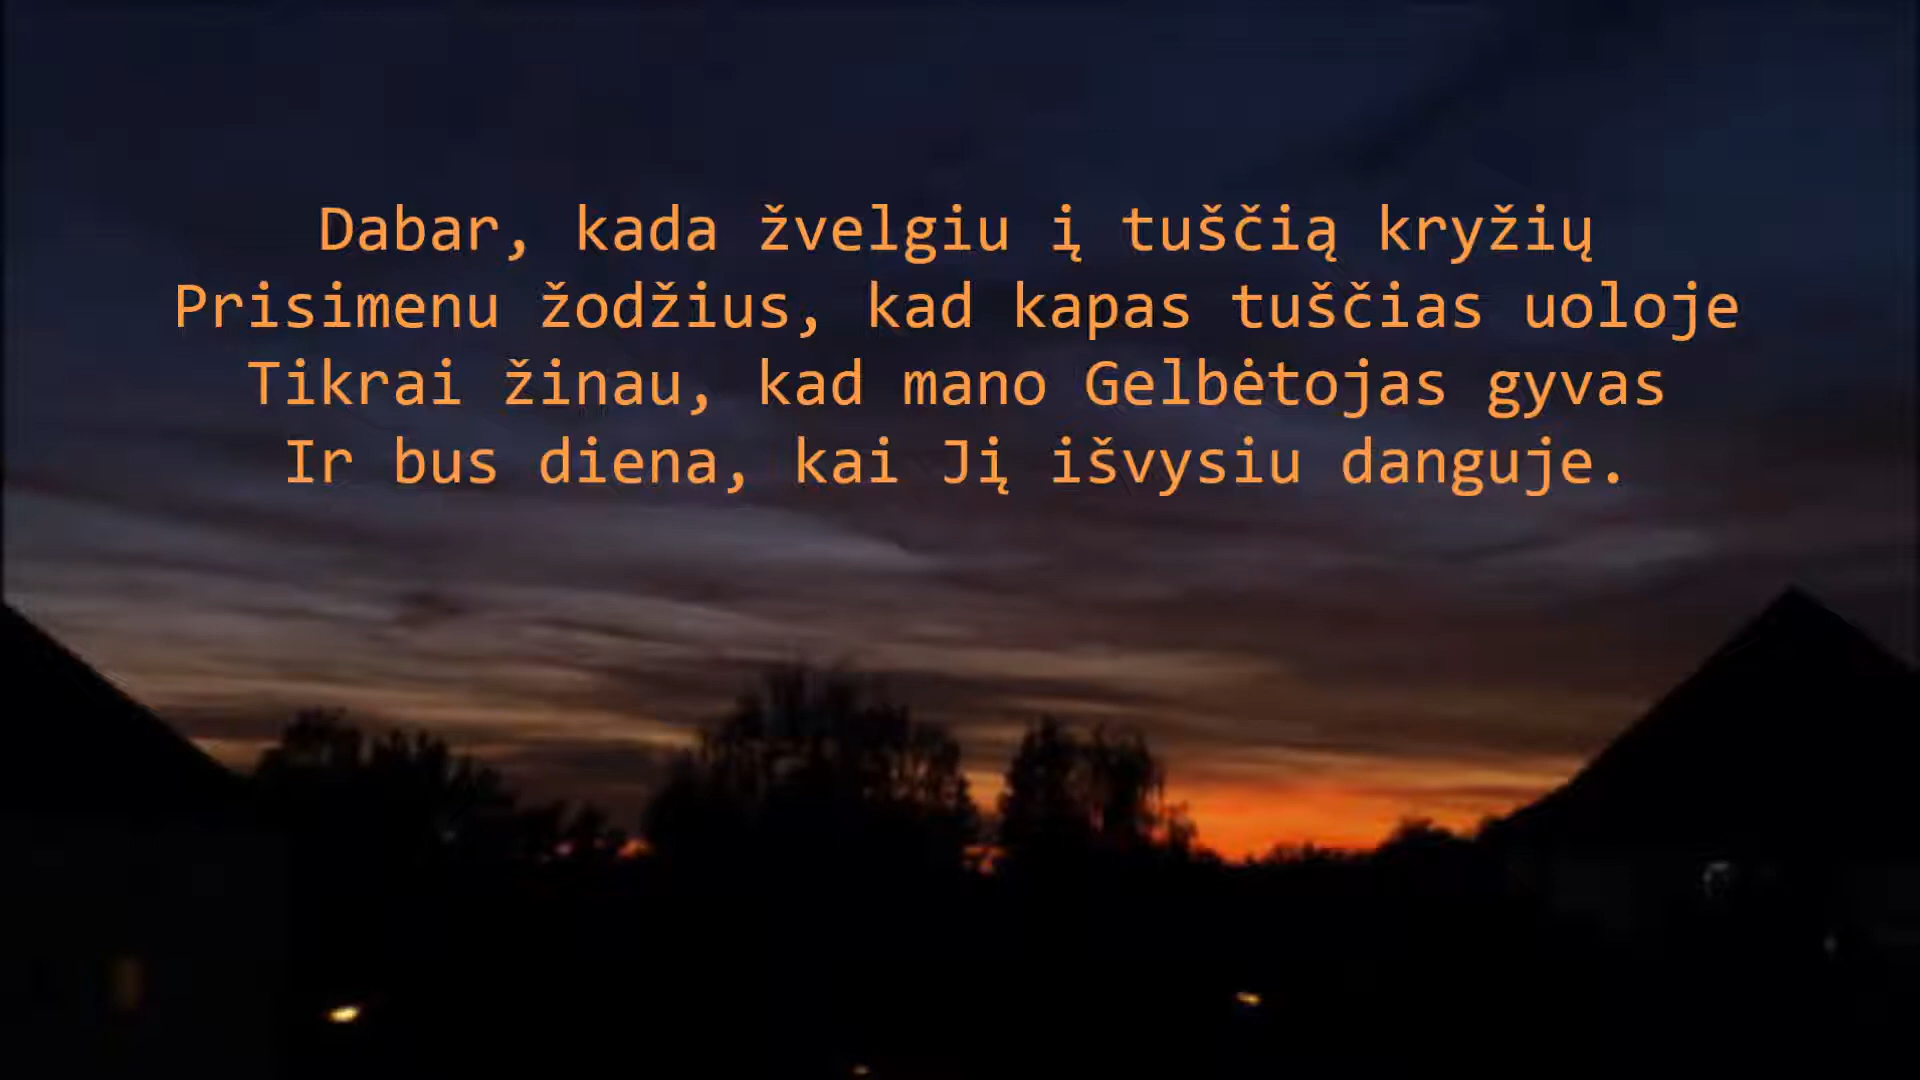 Dabar, kada žvelgiu į tuščią kryžių
Prisimenu žodžius, kad kapas tuščias uoloje
Tikrai žinau, kad mano Gelbėtojas gyvas
Ir bus diena, kai Jį išvysiu danguje.